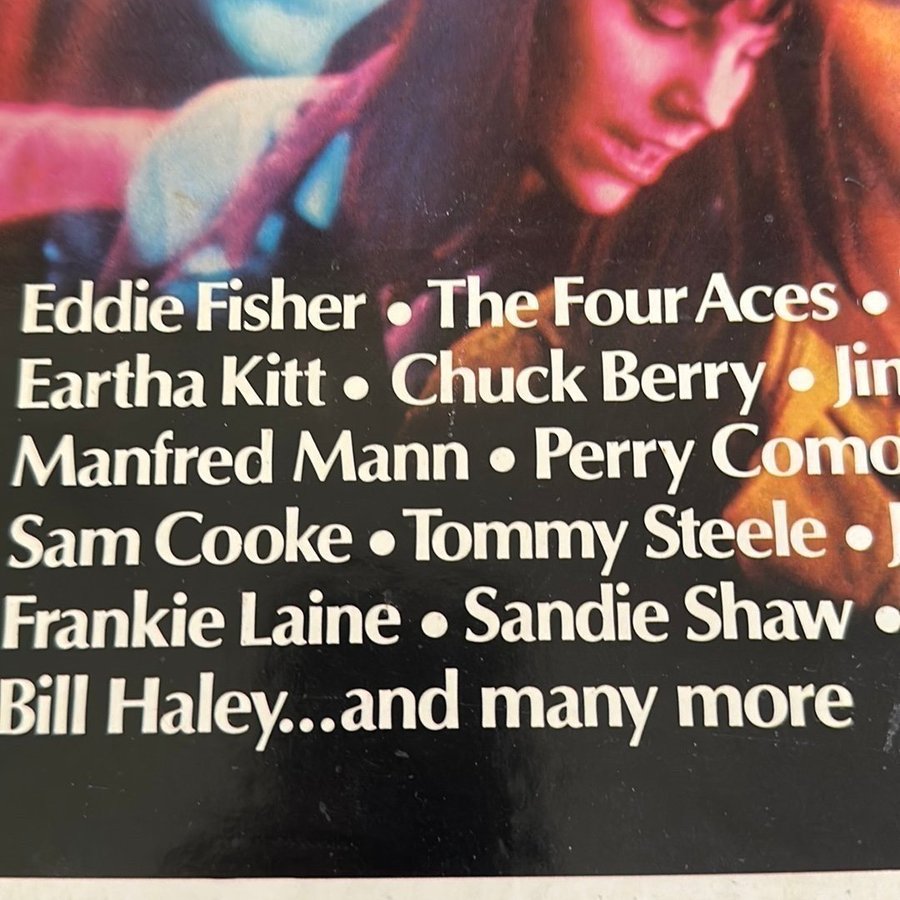 Eddie Fisher • The Four Aces •
Eartha Kitt • Chuck Berry •
Manfred Mann • Perry Como
Sam Cooke • Tommy Steele •
Frankie Laine • Sandie Shaw •
Bill Haley...and many more